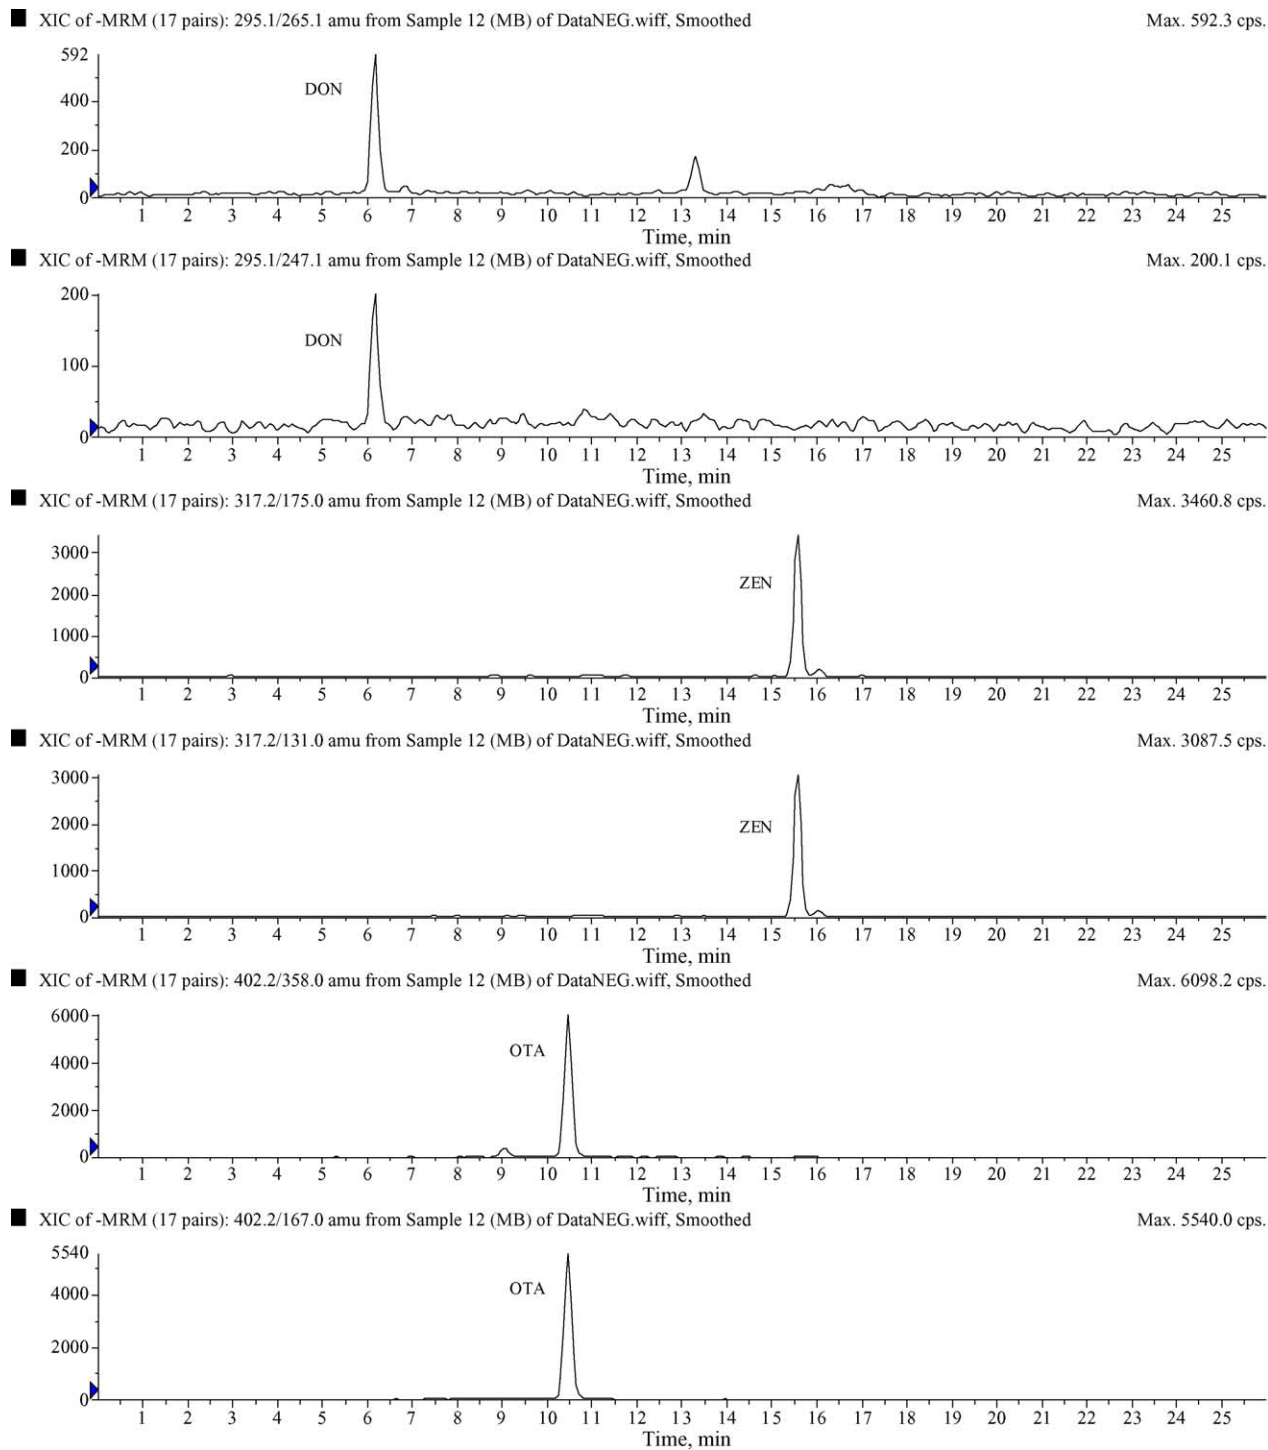 XIC of -MRM (17 pairs): 295.1/265.1 amu from Sample 12 (MB) of DataNEG.wiff, Smoothed Max. 592.3 cps.
592
DON
400
200
0
1 2 3 4 5 6 7 8 9 10 11 12 13 14 15 16 17 18 19 20 21 22 23 24 25
Time, min
XIC of -MRM (17 pairs): 295.1/247.1 amu from Sample 12 (MB) of DataNEG.wiff, Smoothed Max. 200.1 cps.
200
DON
100
0
1 2 3 4 5 6 7 8 9 10 11 12 13 14 15 16 17 18 19 20 21 22 23 24 25
Time, min
XIC of -MRM (17 pairs): 317.2/175.0 amu from Sample 12 (MB) of DataNEG.wiff, Smoothed Max. 3460.8 cps.
3000
ZEN
2000
1000
0
1 2 3 4 5 6 7 8 9 10 11 12 13 14 15 16 17 18 19 20 21 22 23 24 25
Time, min
XIC of -MRM (17 pairs): 317.2/131.0 amu from Sample 12 (MB) of DataNEG.wiff, Smoothed Max. 3087.5 cps.
3000
2000
ZEN
1000
0
1 2 3 4 5 6 7 8 9 10 11 12 13 14 15 16 17 18 19 20 21 22 23 24 25
Time, min
XIC of -MRM (17 pairs): 402.2/358.0 amu from Sample 12 (MB) of DataNEG.wiff, Smoothed Max. 6098.2 cps.
6000
OTA
4000
2000
0
1 2 3 4 5 6 7 8 9 10 11 12 13 14 15 16 17 18 19 20 21 22 23 24 25
Time, min
XIC of -MRM (17 pairs): 402.2/167.0 amu from Sample 12 (MB) of DataNEG.wiff, Smoothed Max. 5540.0 cps.
5540
OTA
4000
2000
0
1 2 3 4 5 6 7 8 9 10 11 12 13 14 15 16 17 18 19 20 21 22 23 24 25
Time, min